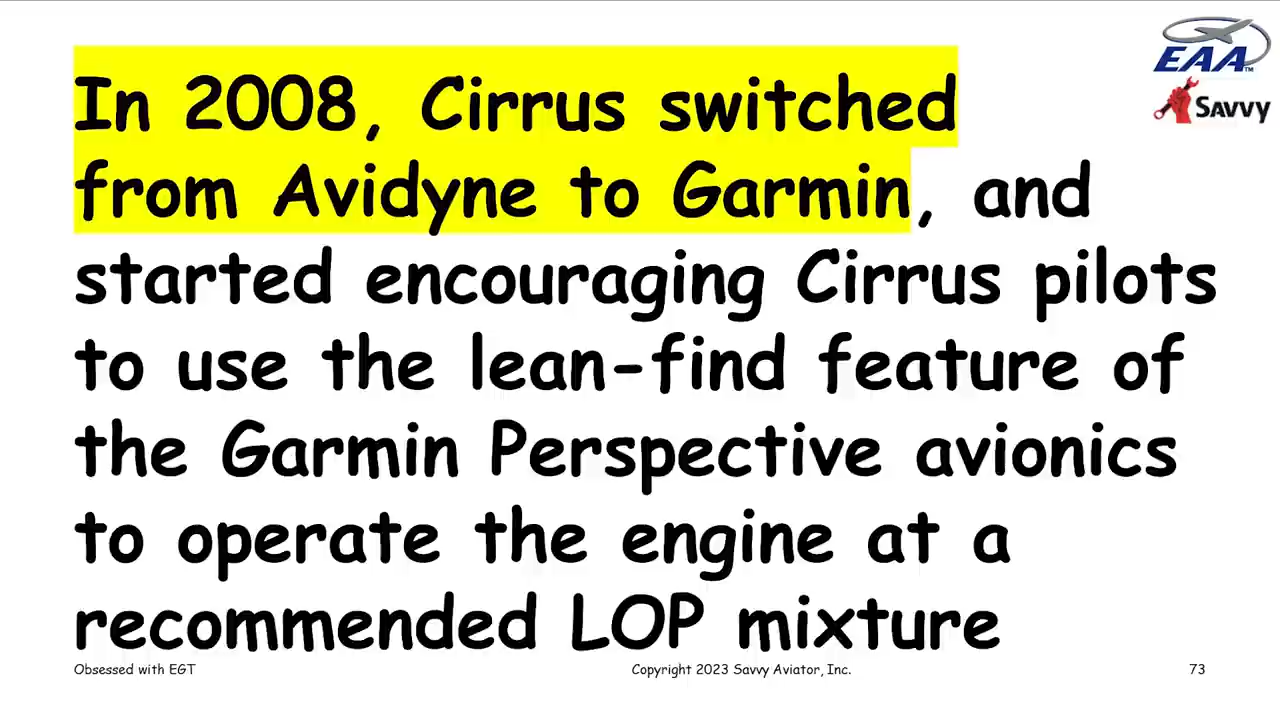 EAA™
Savvy
In 2008, Cirrus switched
from Avidyne to Garmin, and
started encouraging Cirrus pilots
to use the lean-find feature of
the Garmin Perspective avionics
to operate the engine at a
recommended LOP mixture
Obsessed with EGT Copyright 2023 Savvy Aviator, Inc. 73